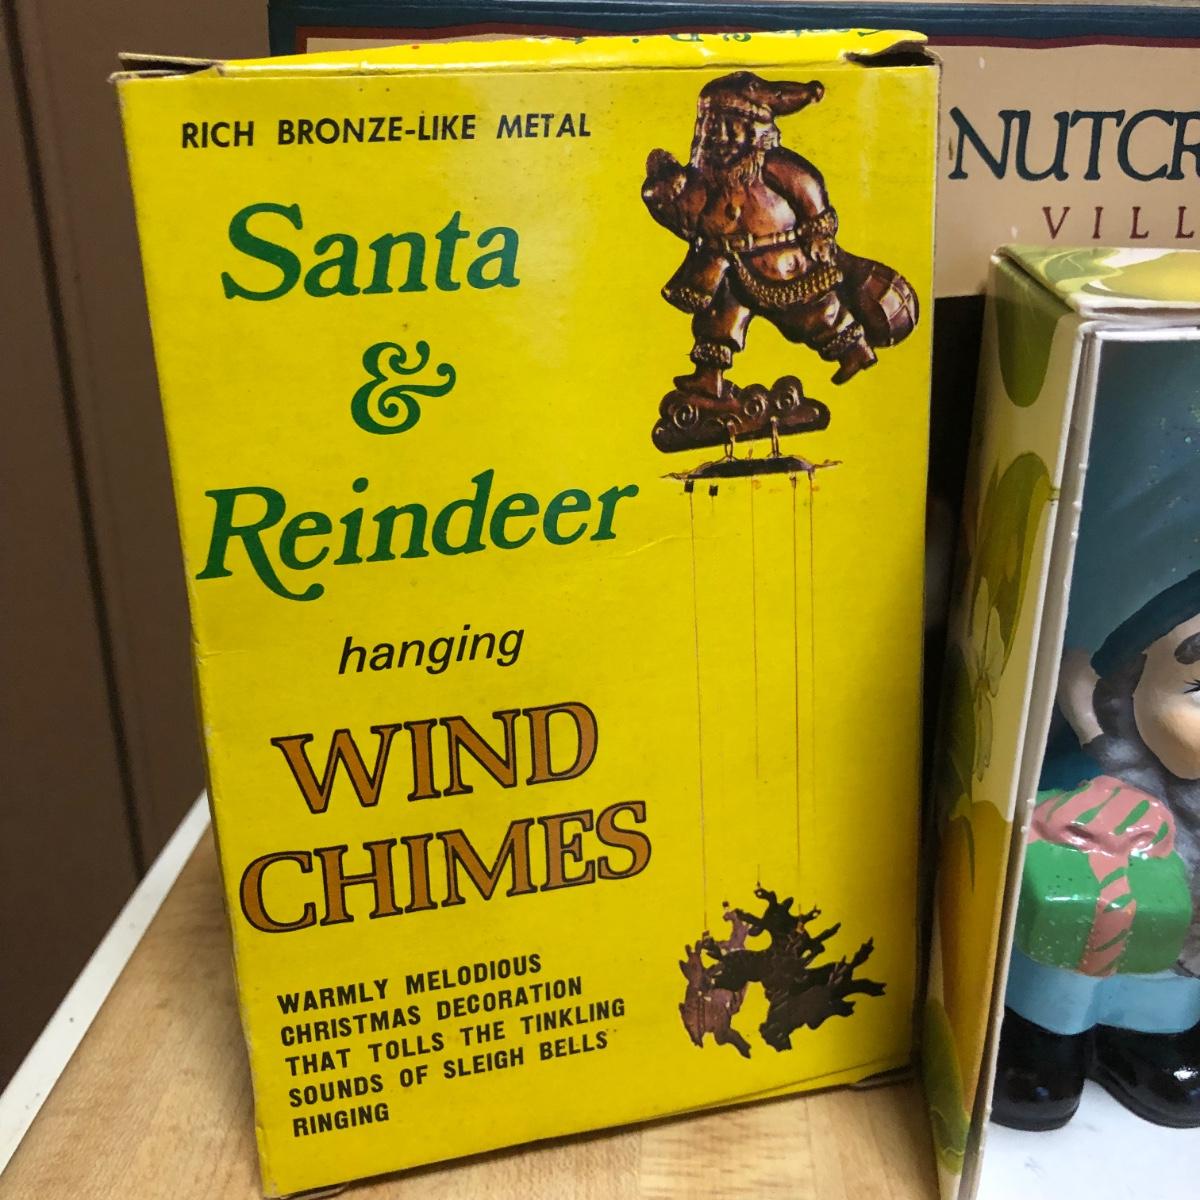 RICH BRONZE-LIKE METAL
Santa
&
Reindeer
hanging
WIND
CHIMES
WARMLY MELODIOUS
CHRISTMAS DECORATION
THAT TOLLS THE TINKLING
SOUNDS OF SLEIGH BELLS
RINGING
NUTCR
VILL